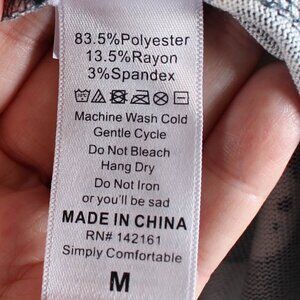 83.5%Polyester
13.5%Rayon
3%Spandex
Machine Wash Cold
Gentle Cycle
Do Not Bleach
Hang Dry
Do Not Iron
or you'll be sad
MADE IN CHINA
RN# 142161
Simply Comfortable
M